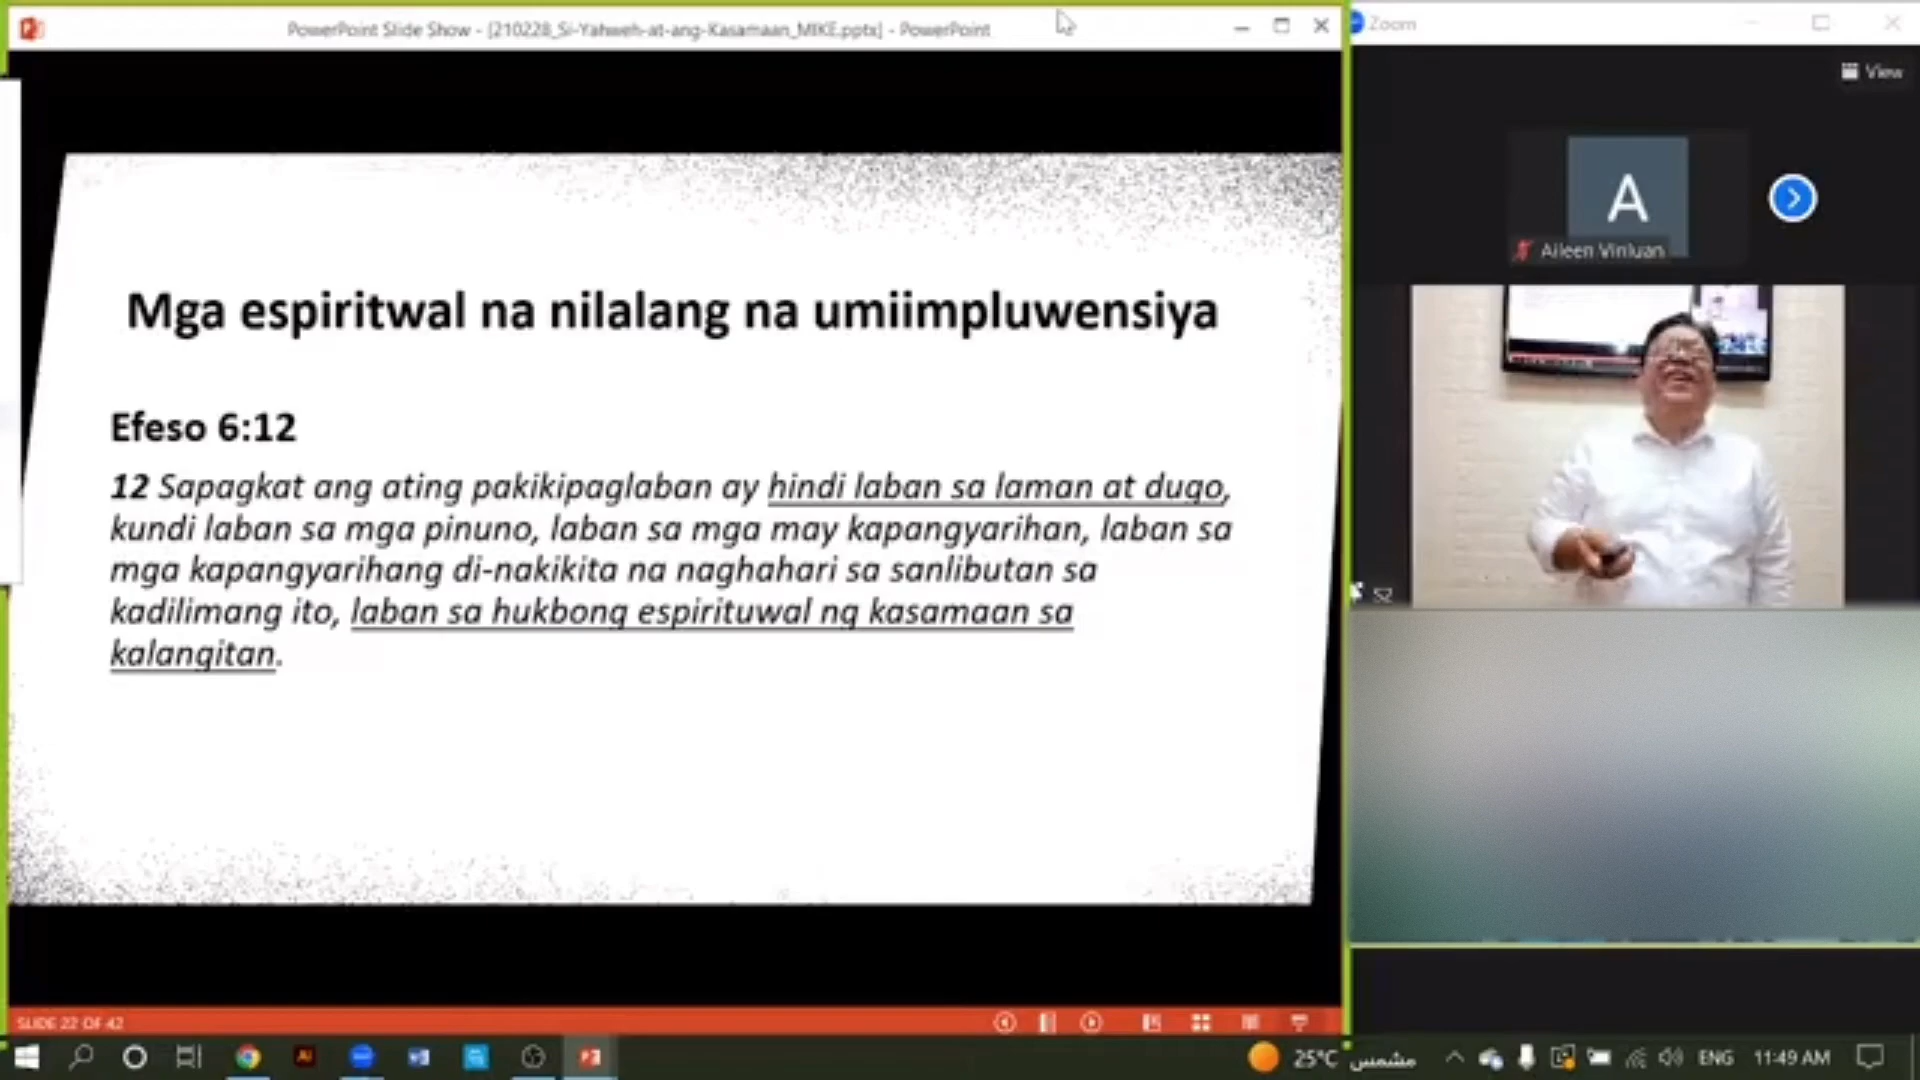 PowerPoint Slide Show - [210228_Si-Yahweh-at-ang-Kasamaan_MIKE.pptx] - PowerPoint
Zoom
View
A
Aileen Vinluan
Mga espiritwal na nilalang na umiimpluwensiya
Efeso 6:12
12 Sapagkat ang ating pakikipaglaban ay hindi laban sa laman at dugo,
kundi laban sa mga pinuno, laban sa mga may kapangyarihan, laban sa
mga kapangyarihang di-nakikita na naghahari sa sanlibutan sa
kadilimang ito, laban sa hukbong espirituwal ng kasamaan sa
kalangitan.
SLIDE 22 OF 42
25°C مشمس
ENG
11:49 AM